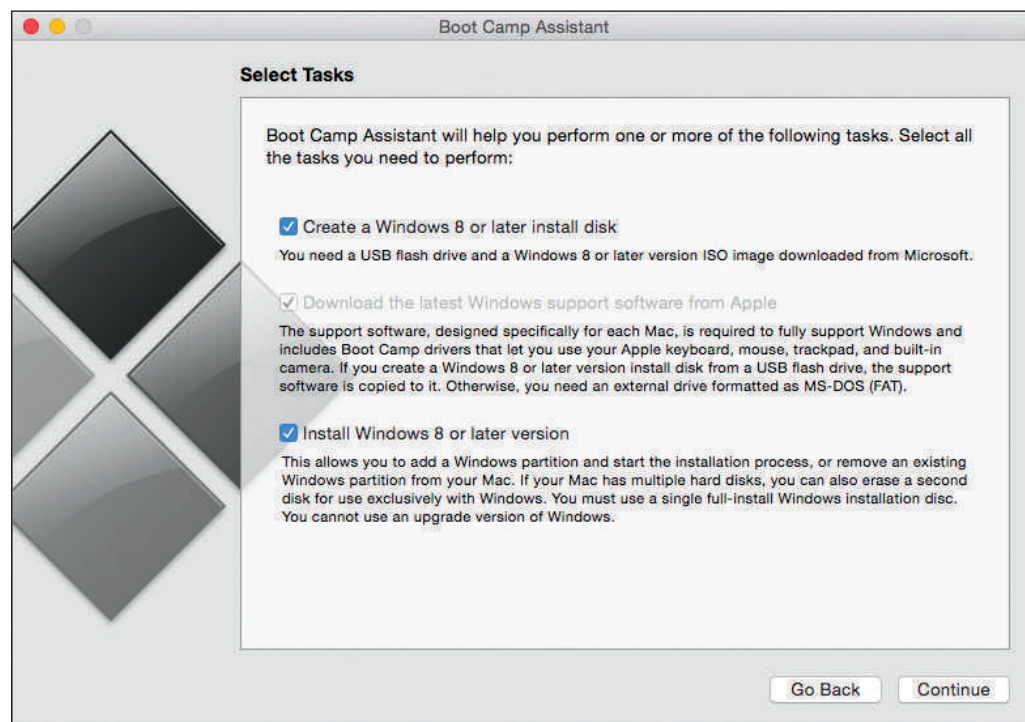 Boot Camp Assistant
Select Tasks
Boot Camp Assistant will help you perform one or more of the following tasks. Select all
the tasks you need to perform:
Create a Windows 8 or later install disk
You need a USB flash drive and a Windows 8 or later version ISO image downloaded from Microsoft.
Download the latest Windows support software from Apple
The support software, designed specifically for each Mac, is required to fully support Windows and
includes Boot Camp drivers that let you use your Apple keyboard, mouse, trackpad, and built-in
camera. If you create a Windows 8 or later version install disk from a USB flash drive, the support
software is copied to it. Otherwise, you need an external drive formatted as MS-DOS (FAT).
Install Windows 8 or later version
This allows you to add a Windows partition and start the installation process, or remove an existing
Windows partition from your Mac. If your Mac has multiple hard disks, you can also erase a second
disk for use exclusively with Windows. You must use a single full-install Windows installation disc.
You cannot use an upgrade version of Windows.
Go Back Continue